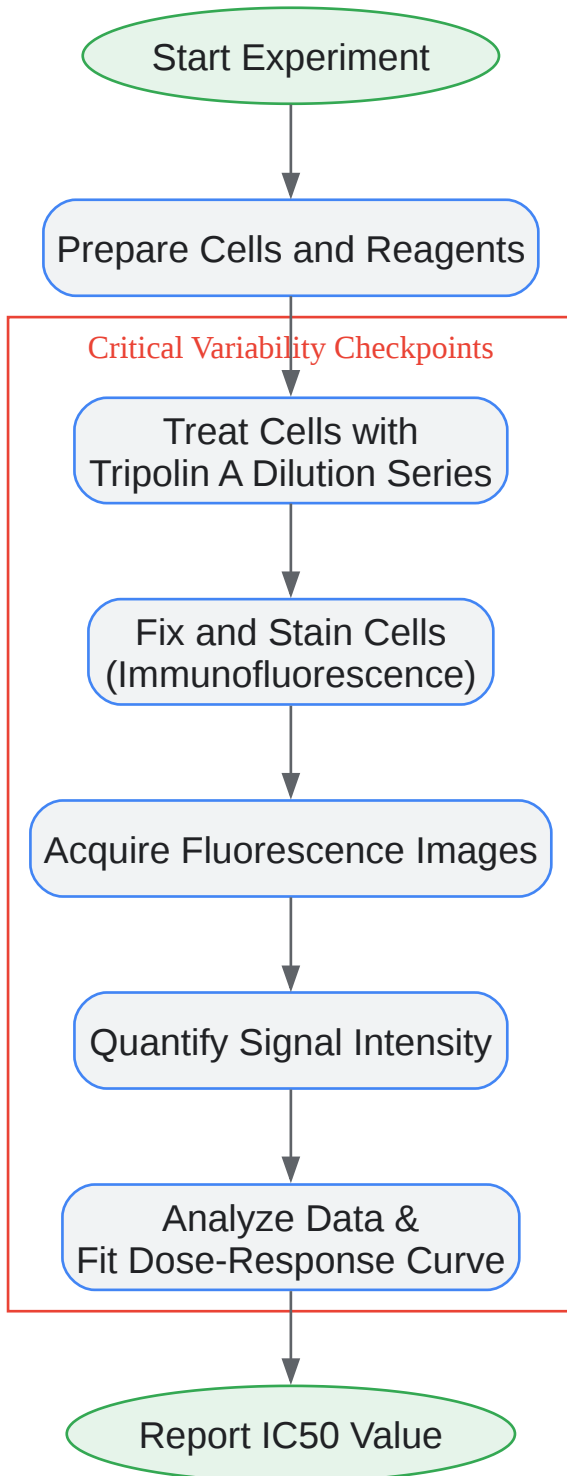 Start Experiment
Prepare Cells and Reagents
Critical Variability Checkpoints
Treat Cells with
Tripolin A Dilution Series
Fix and Stain Cells
(Immunofluorescence)
Acquire Fluorescence Images
Quantify Signal Intensity
Analyze Data &
Fit Dose-Response Curve
Report IC50 Value